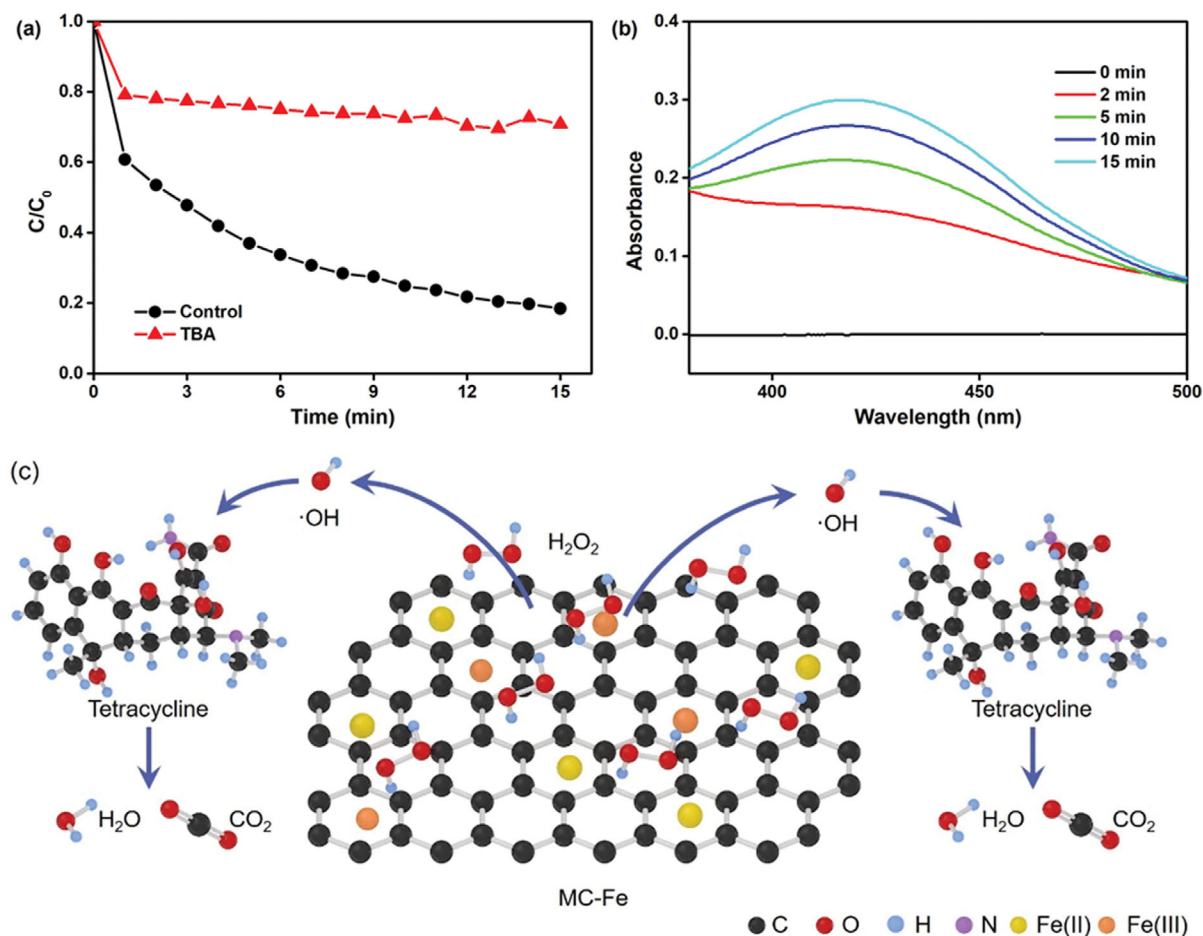 (a)
1.0
0.8
0.6
0.4
0.2
0.0
C/C₀
Control
TBA
0
3
6
9
12
15
Time (min)
(b)
0.4
0.3
0.2
0.1
0.0
Absorbance
0 min
2 min
5 min
10 min
15 min
400
450
500
Wavelength (nm)
(c)
·OH
H₂O₂
·OH
Tetracycline
Tetracycline
H₂O
CO₂
H₂O
CO₂
MC-Fe
C
O
H
N
Fe(II)
Fe(III)